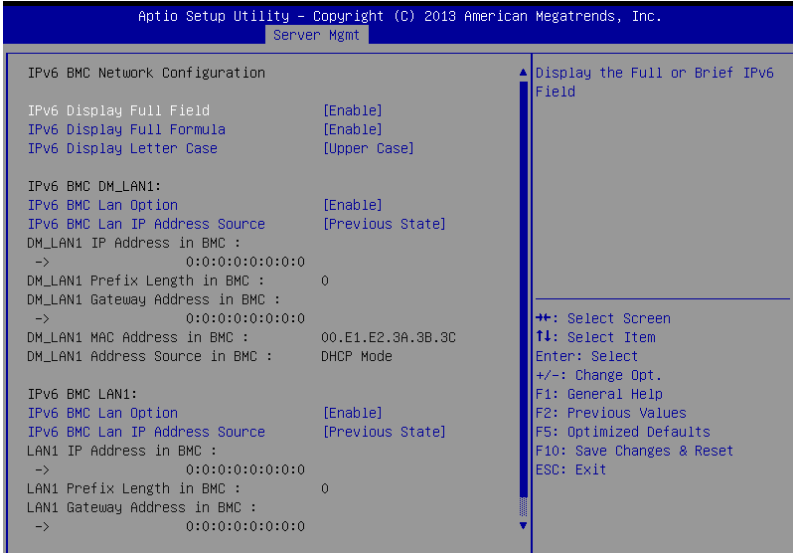 Aptio Setup Utility – Copyright (C) 2013 American Megatrends, Inc.
Server Mgmt
IPv6 BMC Network Configuration
IPv6 Display Full Field [Enable]
IPv6 Display Full Formula [Enable]
IPv6 Display Letter Case [Upper Case]
IPv6 BMC DM_LAN1:
IPv6 BMC Lan Option [Enable]
IPv6 BMC Lan IP Address Source [Previous State]
DM_LAN1 IP Address in BMC :
-> 0:0:0:0:0:0:0:0
DM_LAN1 Prefix Length in BMC : 0
DM_LAN1 Gateway Address in BMC :
-> 0:0:0:0:0:0:0:0
DM_LAN1 MAC Address in BMC : 00.E1.E2.3A.3B.3C
DM_LAN1 Address Source in BMC : DHCP Mode
IPv6 BMC LAN1:
IPv6 BMC Lan Option [Enable]
IPv6 BMC Lan IP Address Source [Previous State]
LAN1 IP Address in BMC :
-> 0:0:0:0:0:0:0:0
LAN1 Prefix Length in BMC : 0
LAN1 Gateway Address in BMC :
-> 0:0:0:0:0:0:0:0
Display the Full or Brief IPv6
Field
→←: Select Screen
↑↓: Select Item
Enter: Select
+/-: Change Opt.
F1: General Help
F2: Previous Values
F5: Optimized Defaults
F10: Save Changes & Reset
ESC: Exit